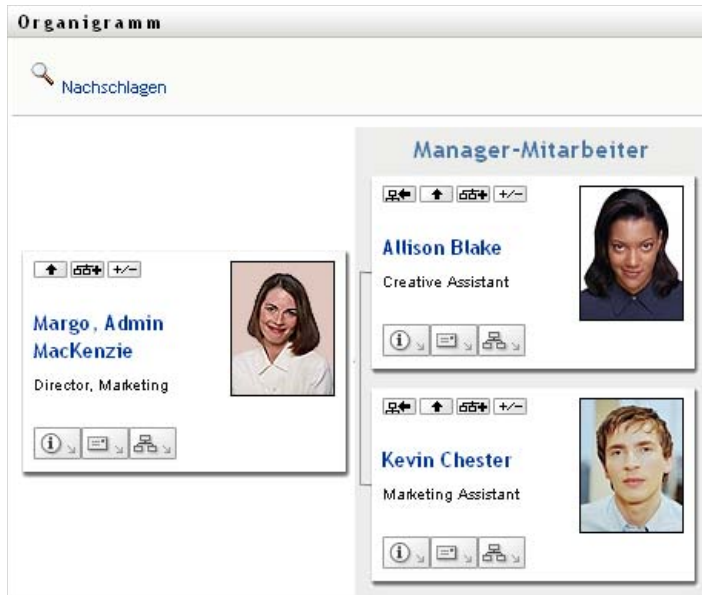 Organigramm
Nachschlagen
Manager-Mitarbeiter
+/-
Margo, Admin
MacKenzie
Director, Marketing
+/-
Allison Blake
Creative Assistant
+/-
Kevin Chester
Marketing Assistant